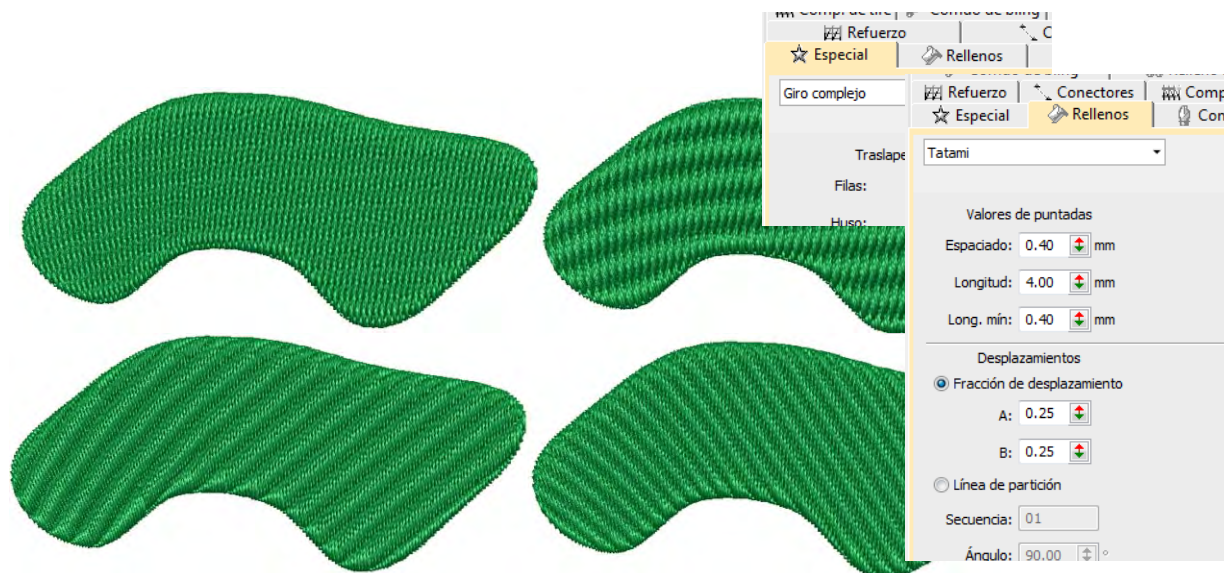 Refuerzo
Especial Rellenos
Giro complejo
Filas:
Refuerzo Conectores
Especial Rellenos
Tatami
Valores de puntadas
Espaciado: 0.40 mm
Longitud: 4.00 mm
Long. mín: 0.40 mm
Desplazamientos
Fracción de desplazamiento
A: 0.25
B: 0.25
Línea de partición
Secuencia: 01
Ángulo: 90.00 °